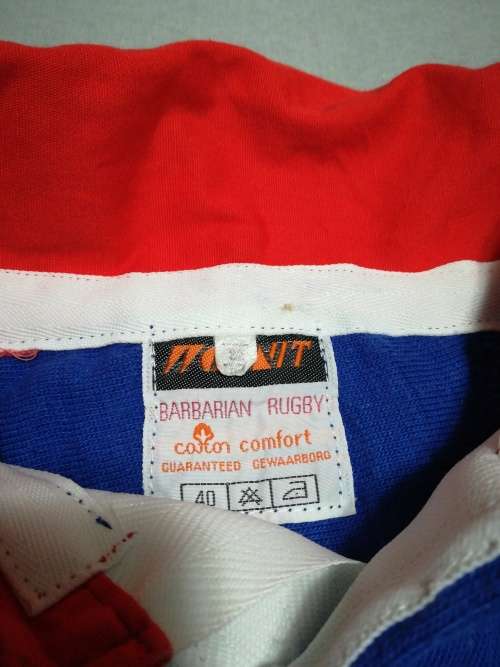 BARBARIAN RUGBY
cotton comfort
GUARANTEED GEWAARBORG
40